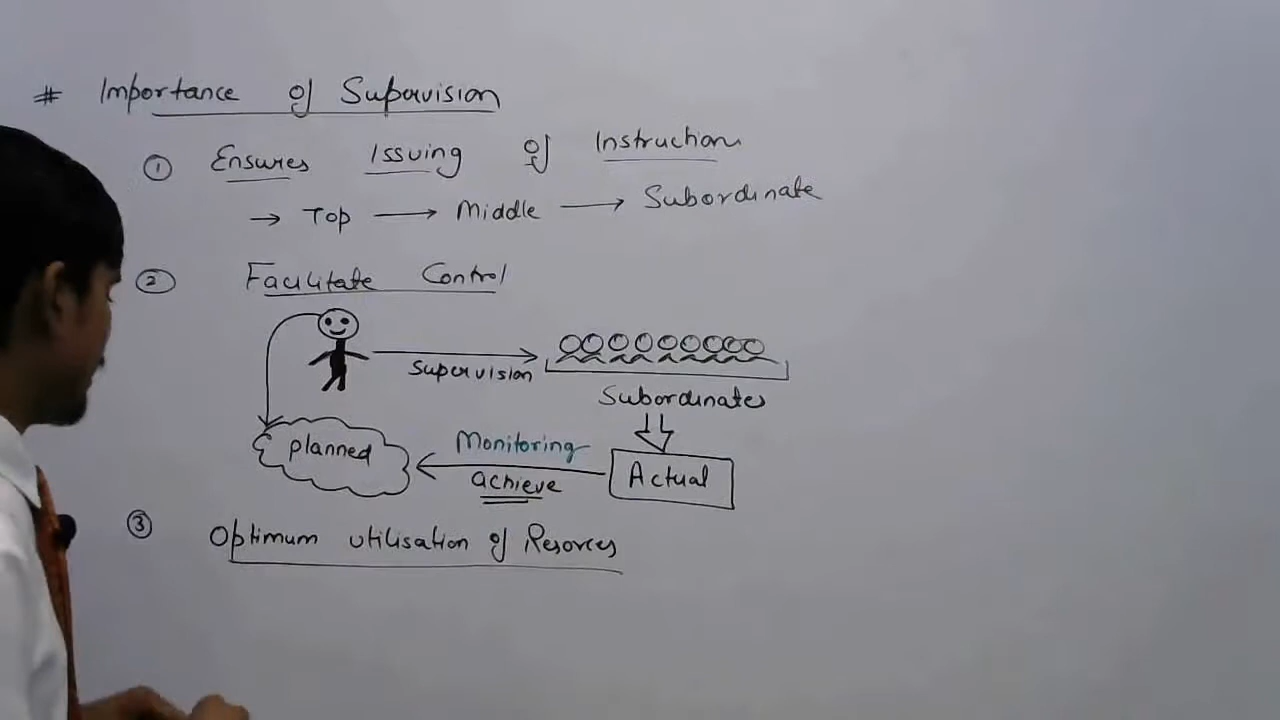 # Importance of Supervision
① Ensures Issuing of Instruction
→ Top → Middle → Subordinate
② Facilitate Control
Supervision
Subordinates
planned
Monitoring
achieve
Actual
③ Optimum utilisation of Resorces